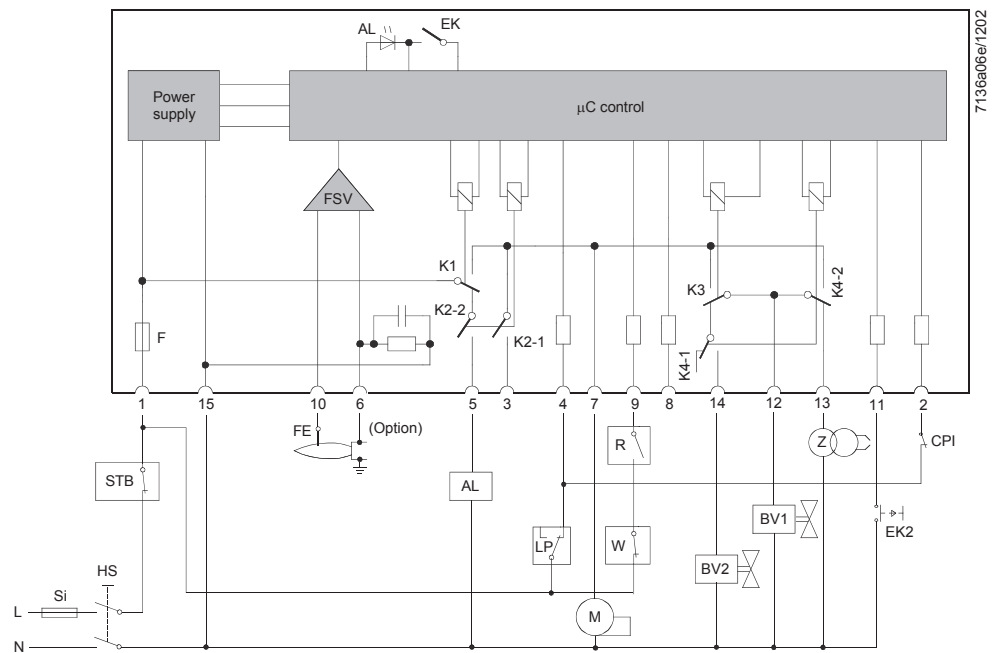 7136a06e/1202
AL
EK
Power
supply
µC control
FSV
K1
K2-2
K2-1
K3
K4-2
K4-1
F
1
15
10
6
5
3
4
7
9
8
14
12
13
11
2
FE
(Option)
R
Z
CPI
STB
AL
BV1
EK2
LP
W
BV2
HS
Si
L
M
N